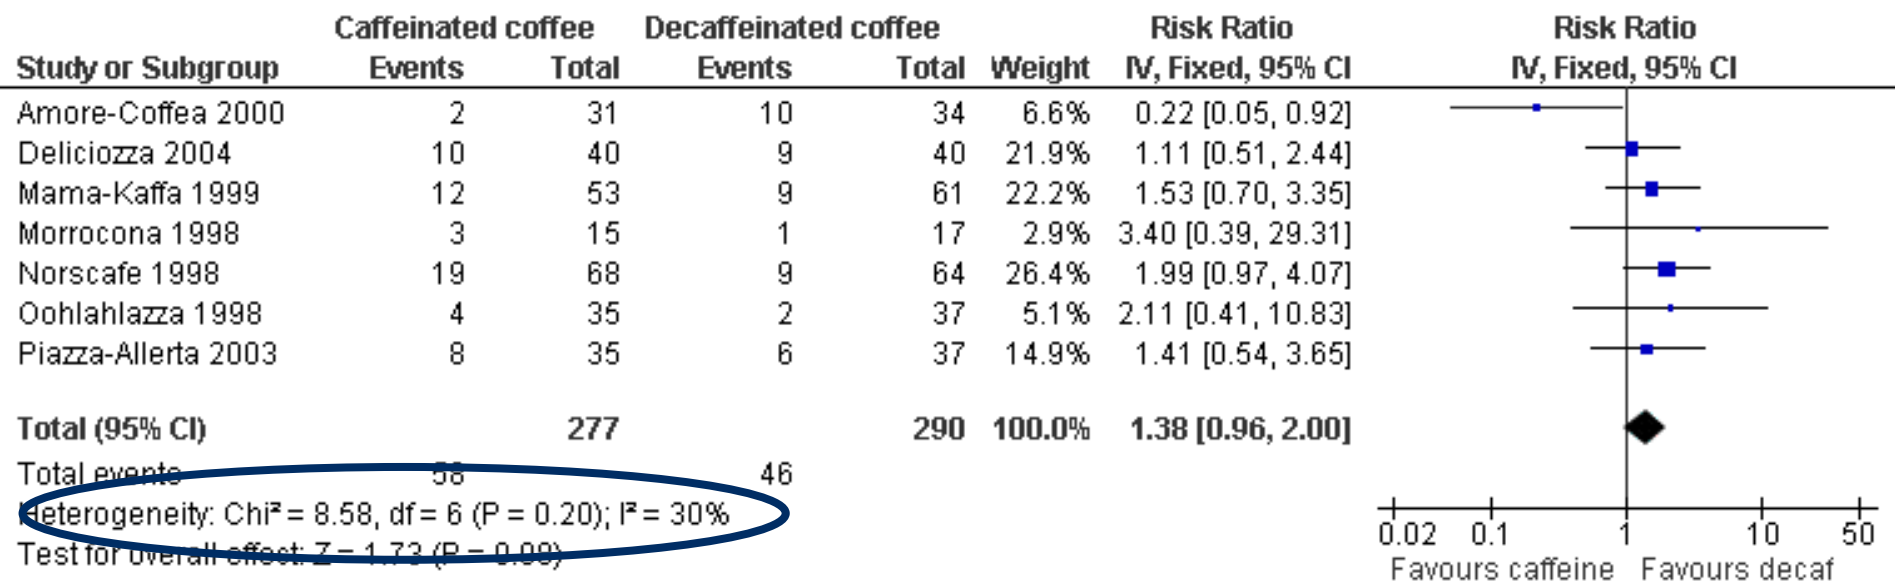 Caffeinated coffee Decaffeinated coffee Risk Ratio Risk Ratio
Study or Subgroup Events Total Events Total Weight IV, Fixed, 95% CI IV, Fixed, 95% CI
Amore-Coffea 2000 2 31 10 34 6.6% 0.22 [0.05, 0.92]
Deliciozza 2004 10 40 9 40 21.9% 1.11 [0.51, 2.44]
Mama-Kaffa 1999 12 53 9 61 22.2% 1.53 [0.70, 3.35]
Morrocona 1998 3 15 1 17 2.9% 3.40 [0.39, 29.31]
Norscafe 1998 19 68 9 64 26.4% 1.99 [0.97, 4.07]
Oohlahlazza 1998 4 35 2 37 5.1% 2.11 [0.41, 10.83]
Piazza-Allerta 2003 8 35 6 37 14.9% 1.41 [0.54, 3.65]
Total (95% CI) 277 290 100.0% 1.38 [0.96, 2.00]
Total events 58 46
Heterogeneity: Chi² = 8.58, df = 6 (P = 0.20); I² = 30%
Test for overall effect: Z = 1.73 (P = 0.09)
0.02 0.1 1 10 50
Favours caffeine Favours decaf